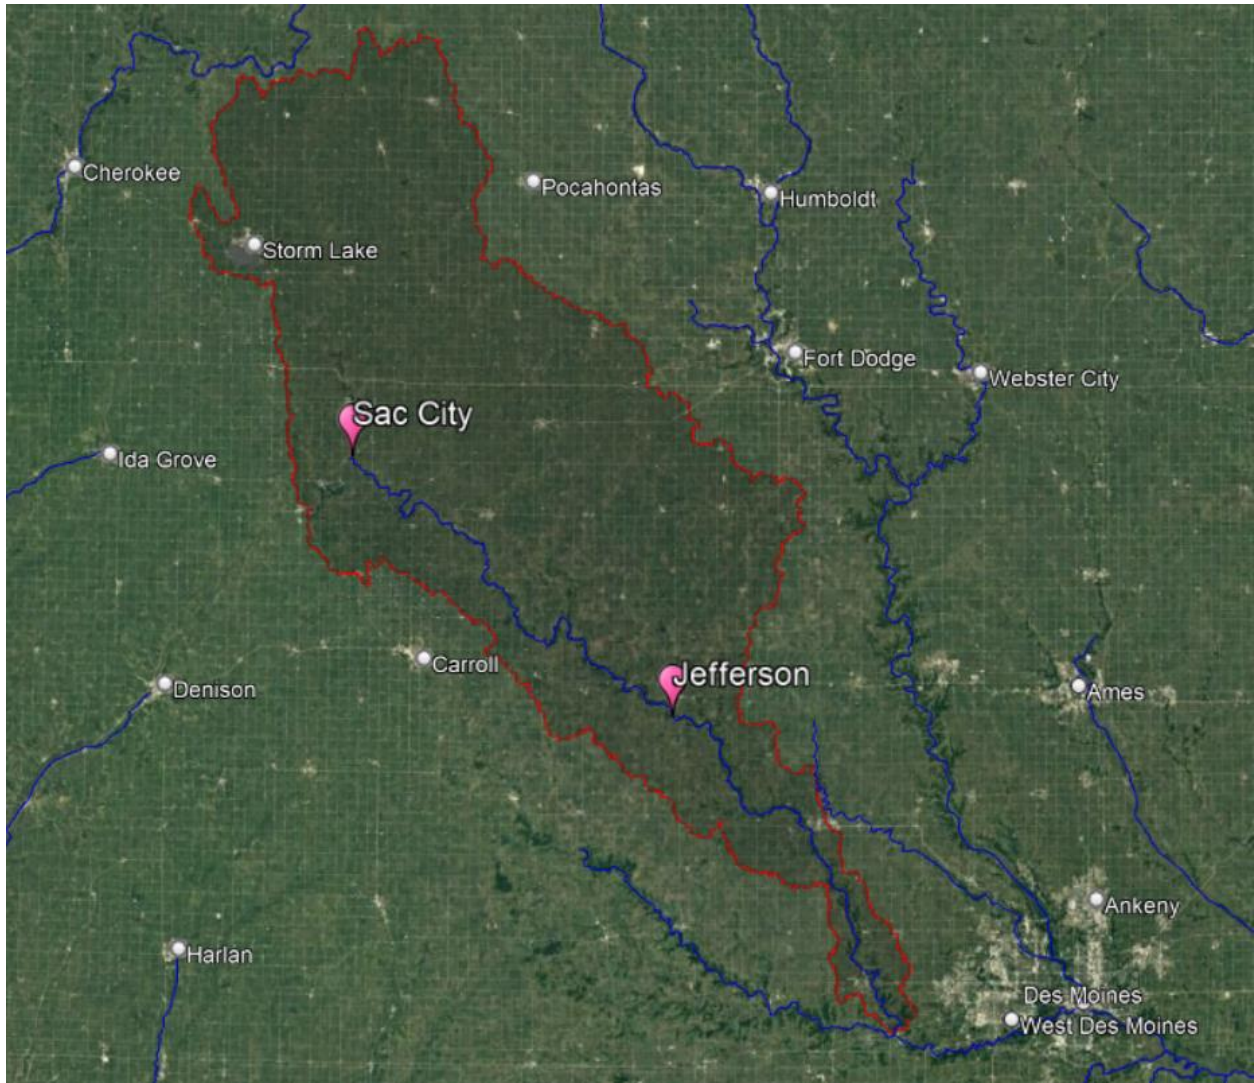 Cherokee
Pocahontas
Humboldt
Storm Lake
Fort Dodge
Webster City
Sac City
Ida Grove
Carroll
Jefferson
Denison
Ames
Ankeny
Harlan
Des Moines
West Des Moines